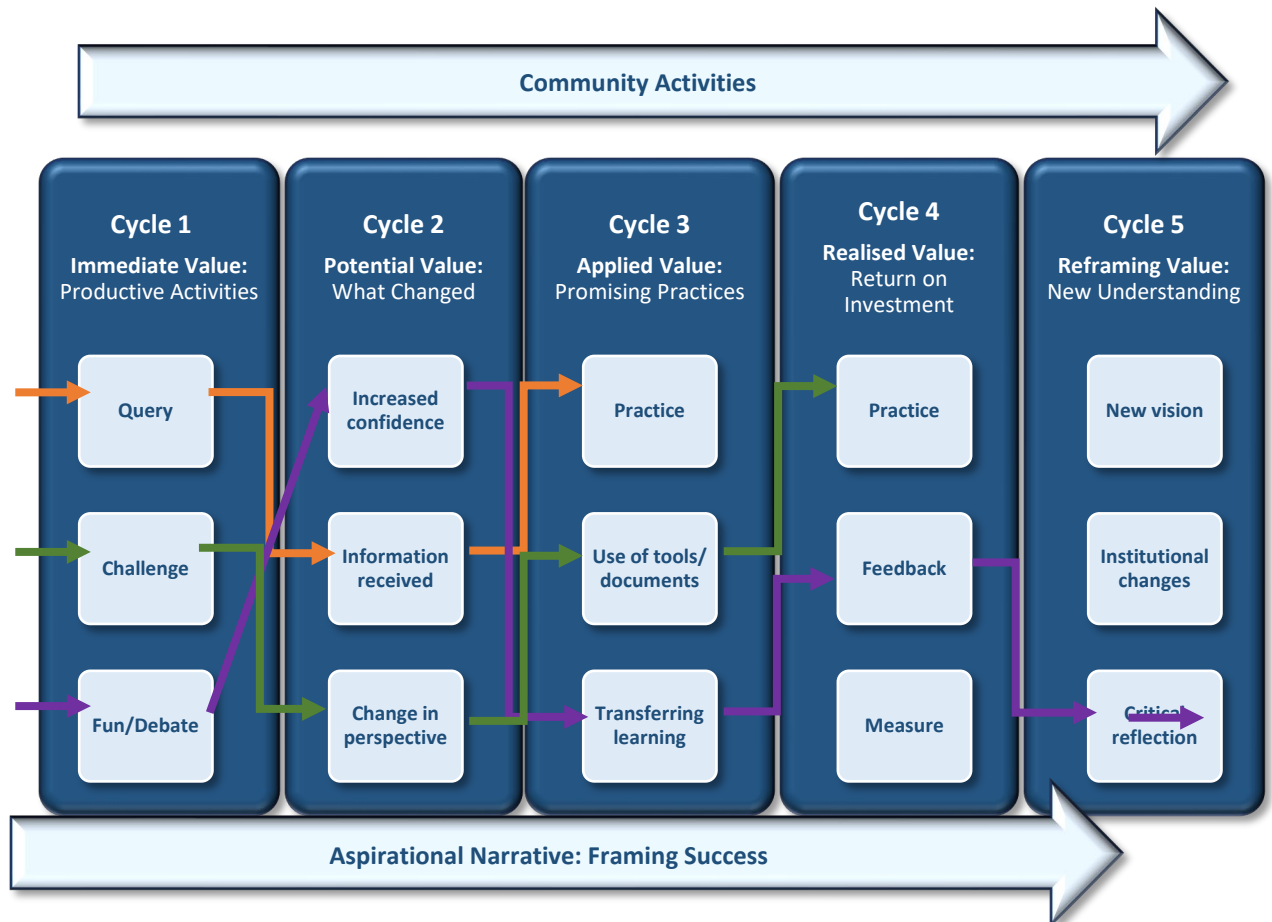 Community Activities
Cycle 1
Immediate Value:
Productive Activities
Query
Challenge
Fun/Debate
Cycle 2
Potential Value:
What Changed
Increased
confidence
Information
received
Change in
perspective
Cycle 3
Applied Value:
Promising Practices
Practice
Use of tools/
documents
Transferring
learning
Cycle 4
Realised Value:
Return on
Investment
Practice
Feedback
Measure
Cycle 5
Reframing Value:
New Understanding
New vision
Institutional
changes
Critical
reflection
Aspirational Narrative: Framing Success